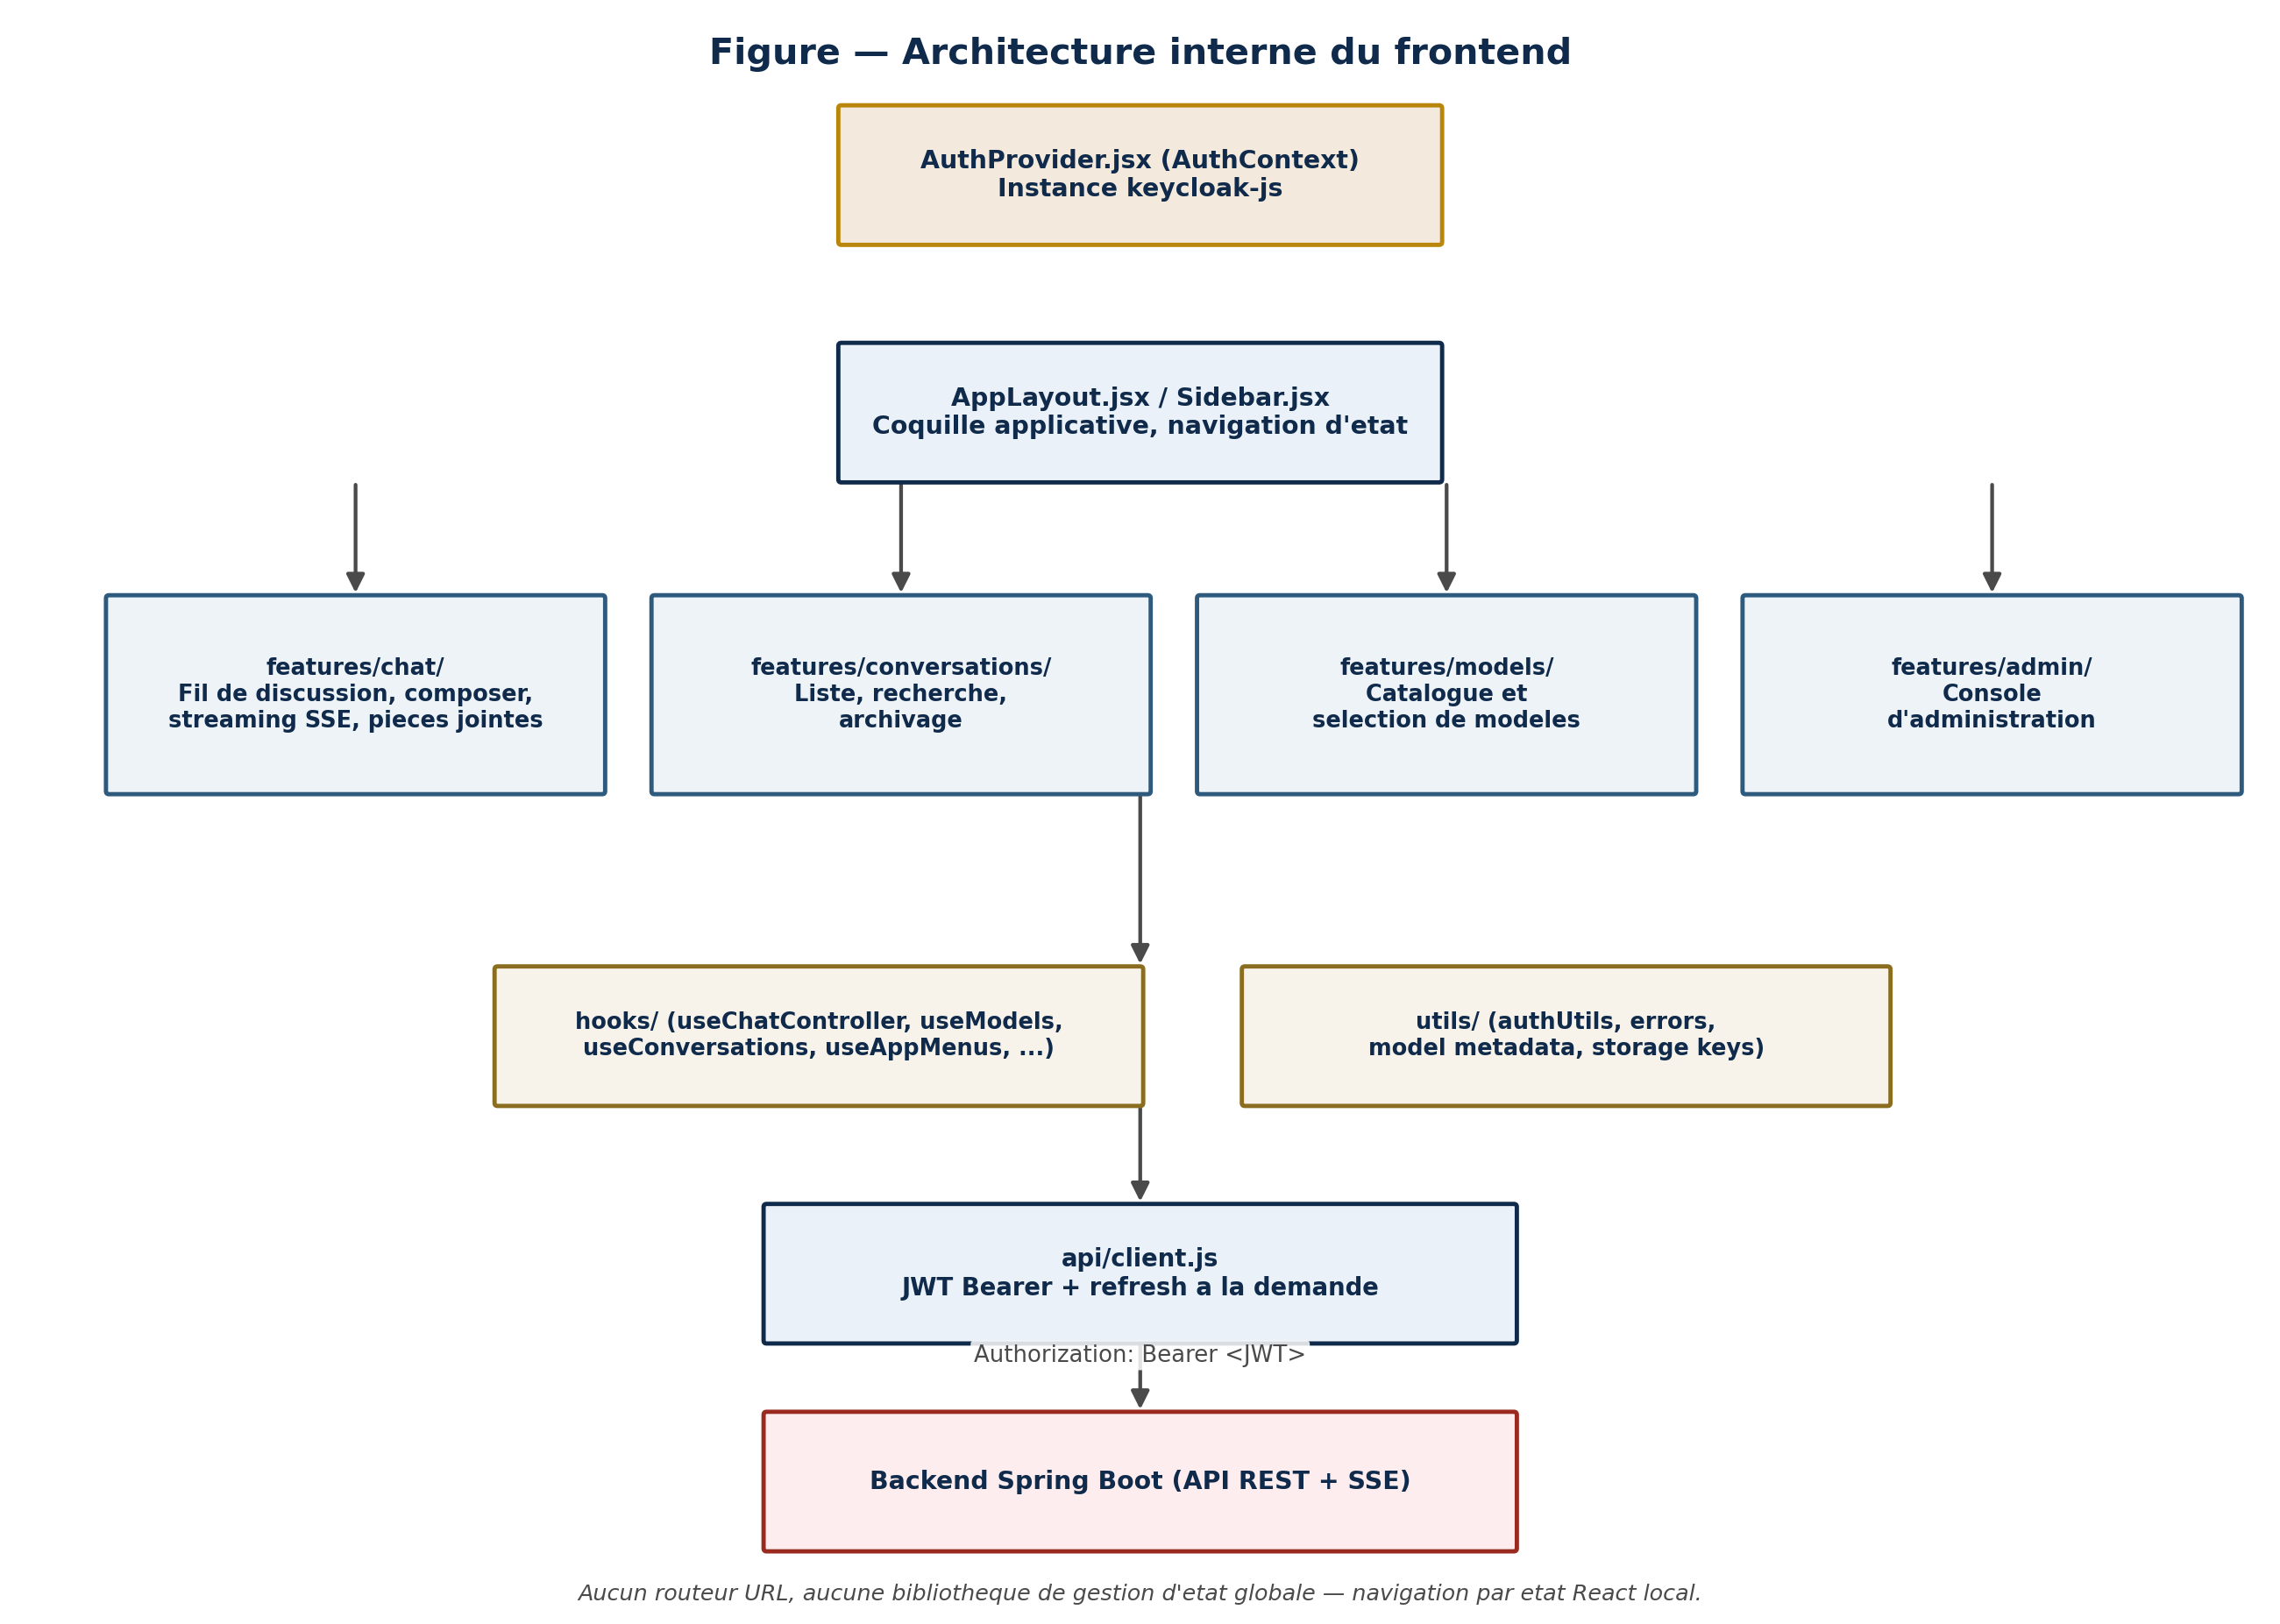 Figure — Architecture interne du frontend
AuthProvider.jsx (AuthContext)
Instance keycloak-js
AppLayout.jsx / Sidebar.jsx
Coquille applicative, navigation d'etat
features/chat/
Fil de discussion, composer,
streaming SSE, pieces jointes
features/conversations/
Liste, recherche,
archivage
features/models/
Catalogue et
selection de modeles
features/admin/
Console
d'administration
hooks/ (useChatController, useModels,
useConversations, useAppMenus, ...)
utils/ (authUtils, errors,
model metadata, storage keys)
api/client.js
JWT Bearer + refresh a la demande
Authorization: Bearer <JWT>
Backend Spring Boot (API REST + SSE)
Aucun routeur URL, aucune bibliotheque de gestion d'etat globale — navigation par etat React local.